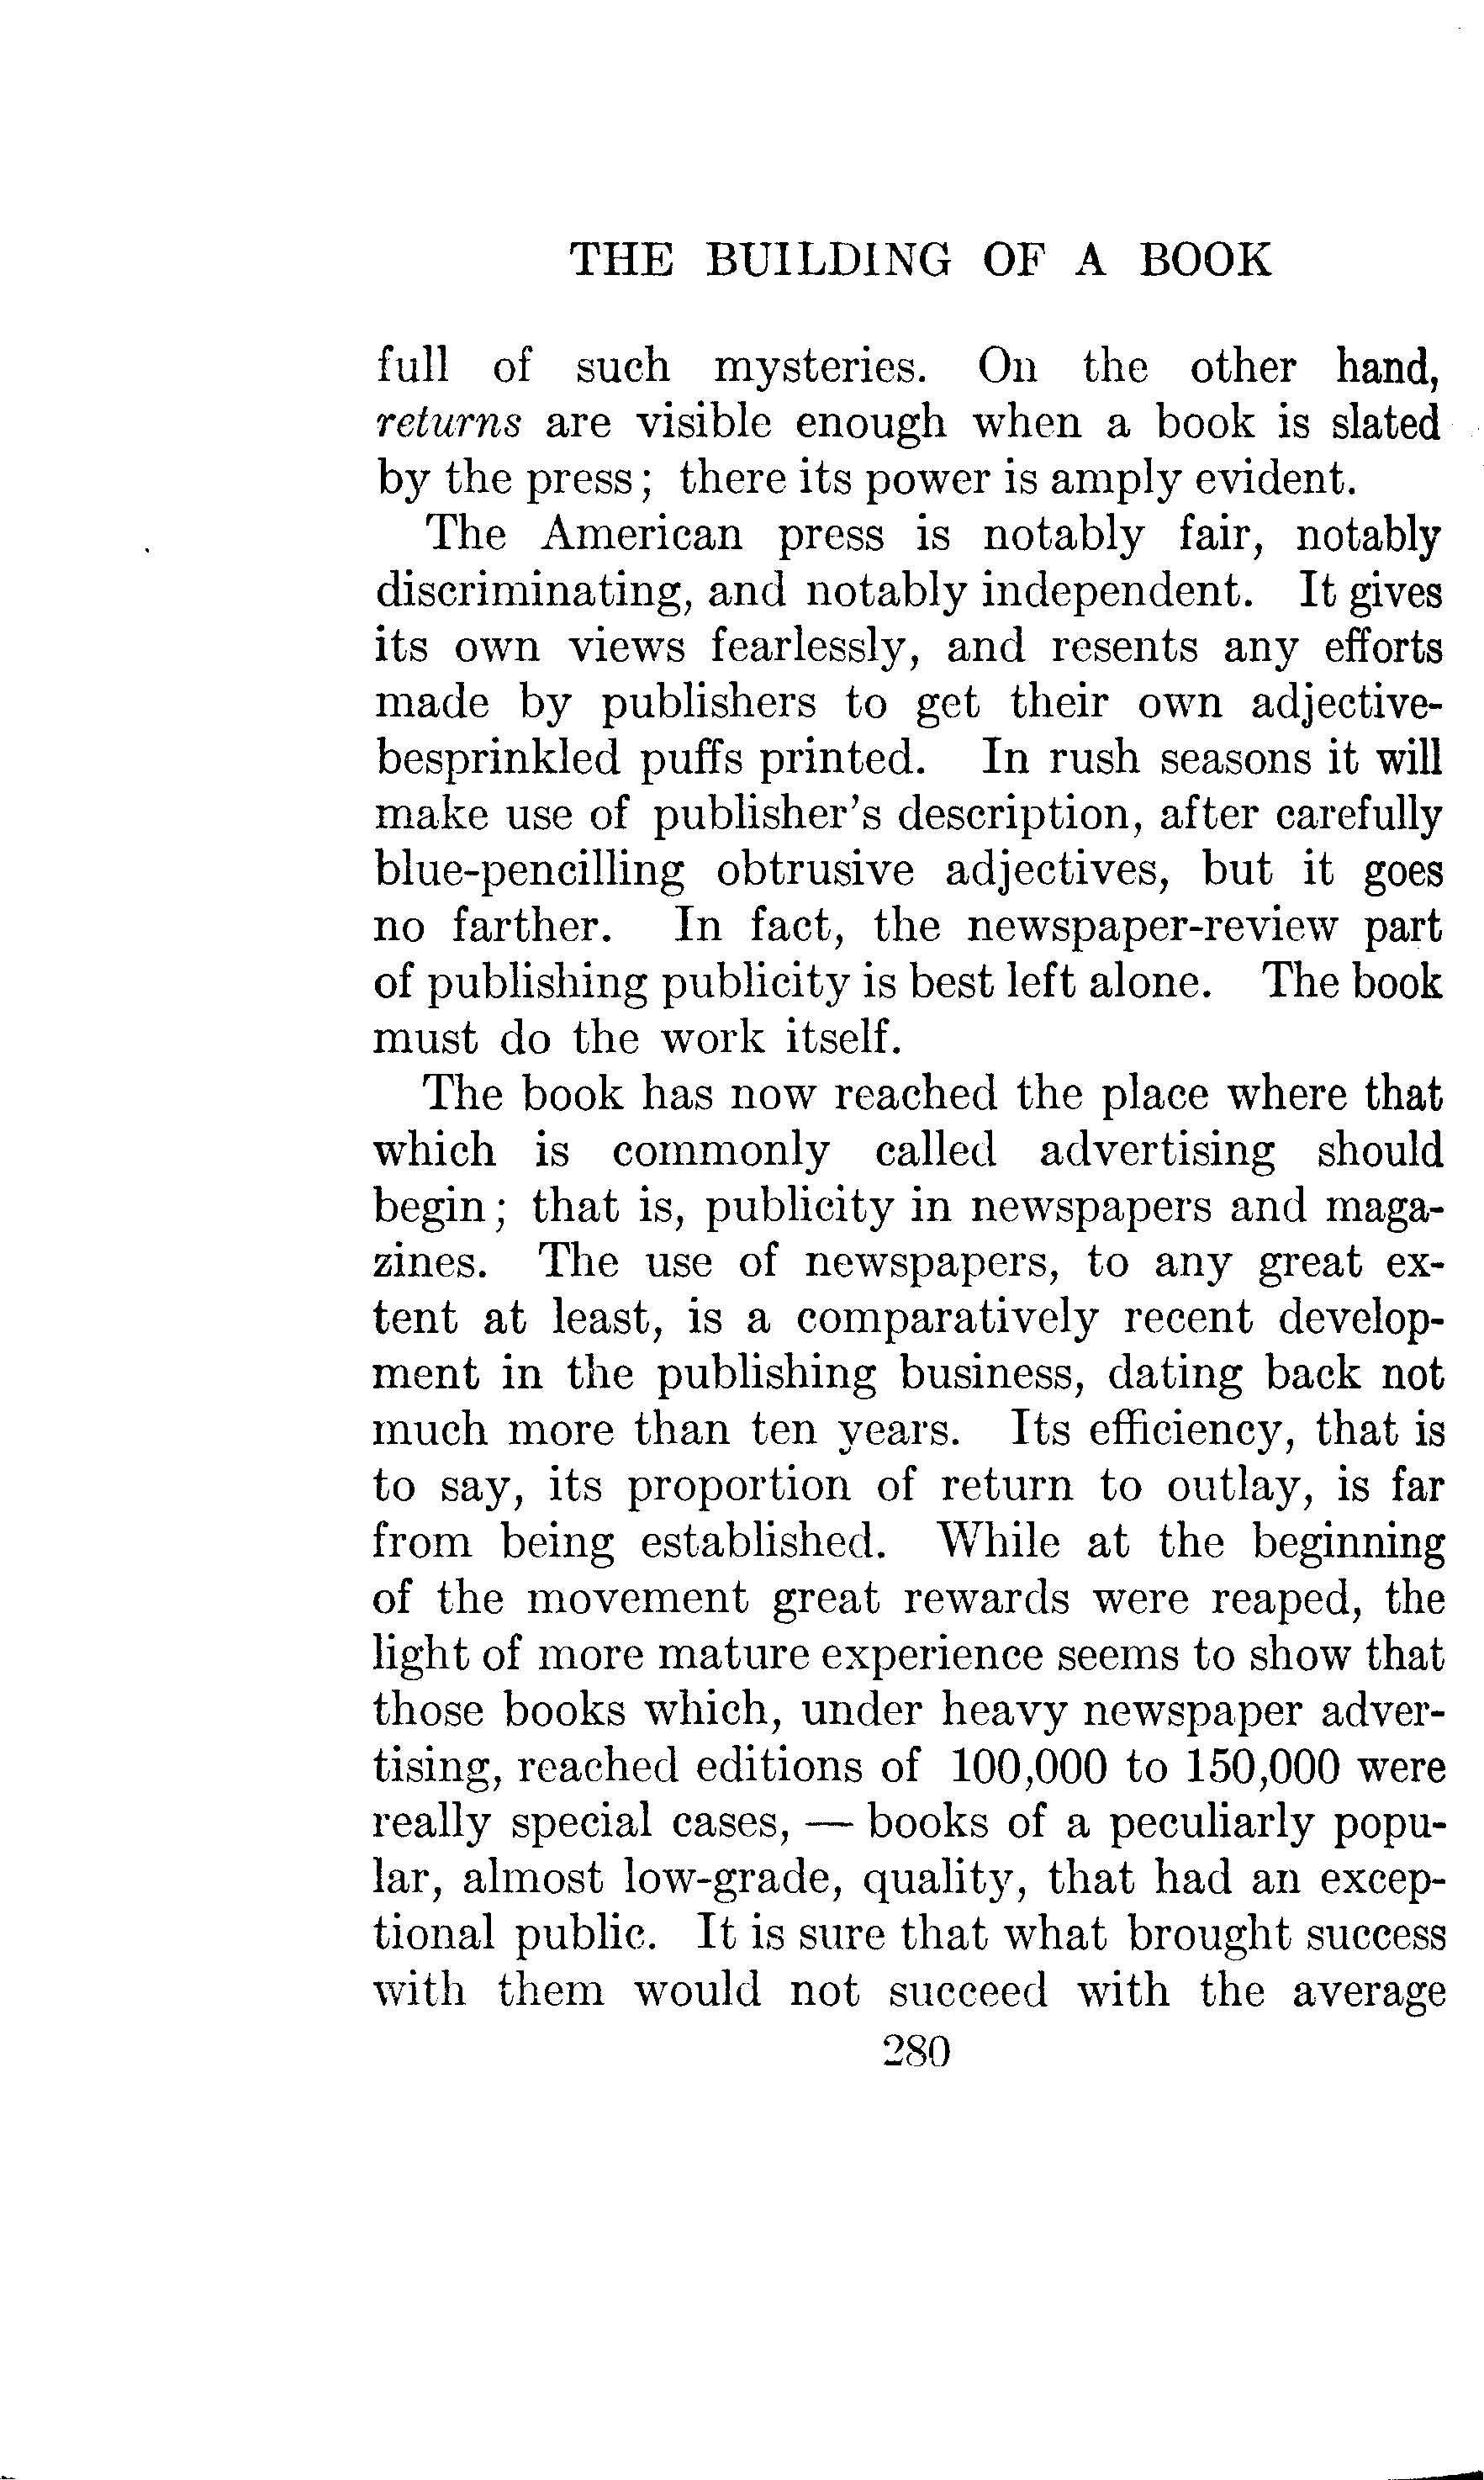 THE BUILDING OF A BOOK
full of such mysteries. On the other hand,
returns are visible enough when a book is slated
by the press; there its power is amply evident.
The American press is notably fair, notably
discriminating, and notably independent. It gives
its own views fearlessly, and resents any efforts
made by publishers to get their own adjective-
besprinkled puffs printed. In rush seasons it will
make use of publisher's description, after carefully
blue-pencilling obtrusive adjectives, but it goes
no farther. In fact, the newspaper-review part
of publishing publicity is best left alone. The book
must do the work itself.
The book has now reached the place where that
which is commonly called advertising should
begin; that is, publicity in newspapers and maga-
zines. The use of newspapers, to any great ex-
tent at least, is a comparatively recent develop-
ment in the publishing business, dating back not
much more than ten years. Its efficiency, that is
to say, its proportion of return to outlay, is far
from being established. While at the beginning
of the movement great rewards were reaped, the
light of more mature experience seems to show that
those books which, under heavy newspaper adver-
tising, reached editions of 100,000 to 150,000 were
really special cases, — books of a peculiarly popu-
lar, almost low-grade, quality, that had an excep-
tional public. It is sure that what brought success
with them would not succeed with the average
280